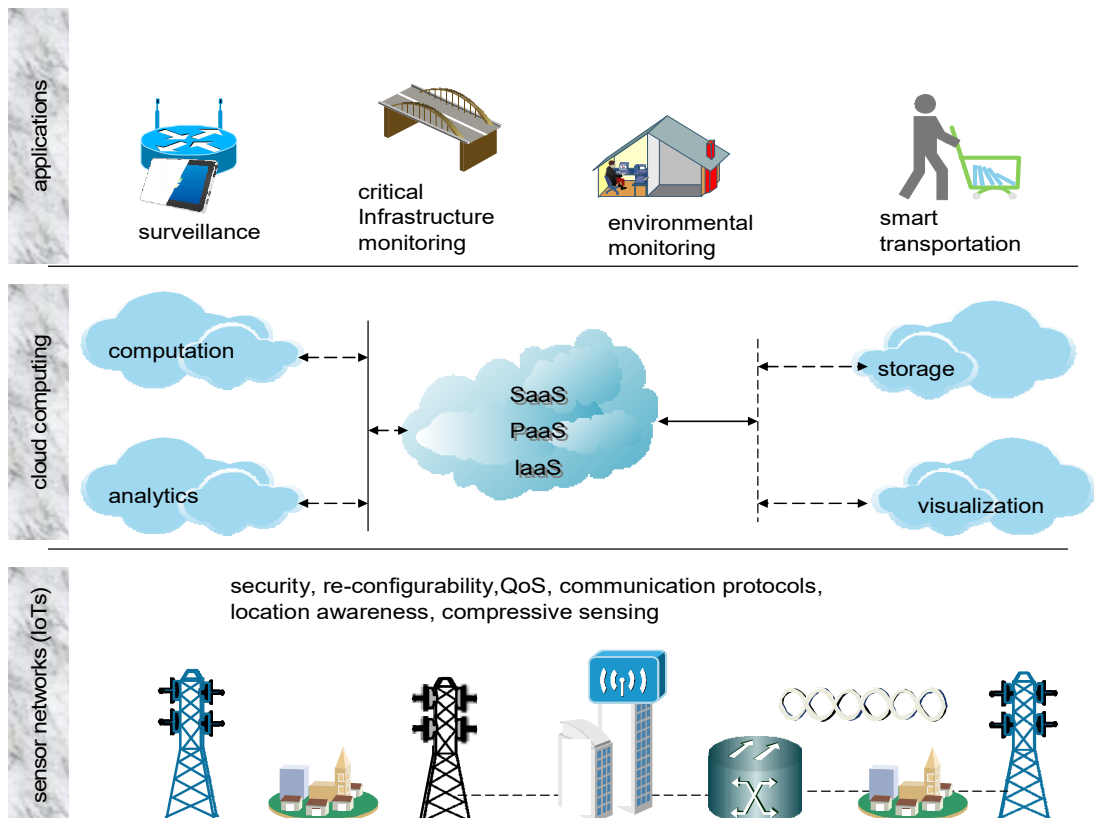 applications
surveillance
critical
Infrastructure
monitoring
environmental
monitoring
smart
transportation
cloud computing
computation
analytics
SaaS
PaaS
IaaS
storage
visualization
sensor networks (IoTs)
security, re-configurability,QoS, communication protocols,
location awareness, compressive sensing